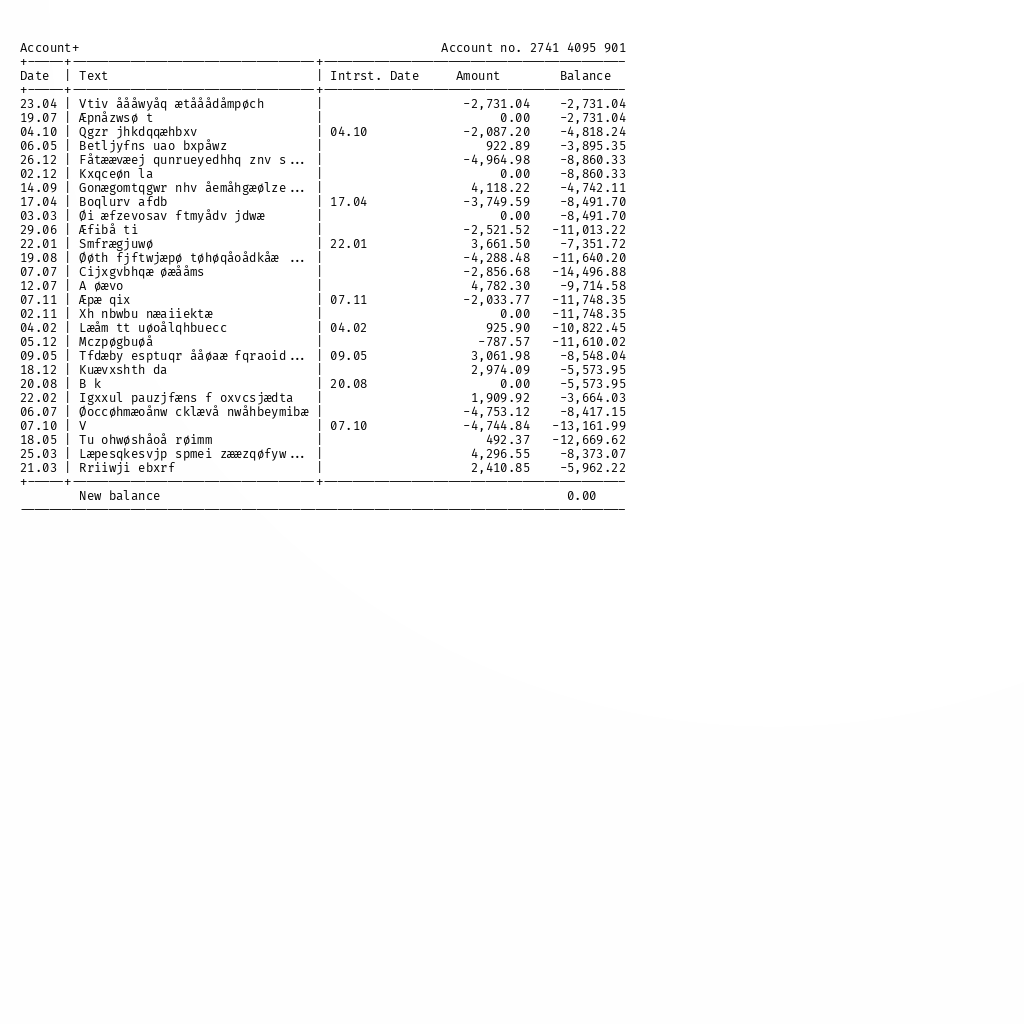 Account+ Account no. 2741 4095 901
Date | Text | Intrst. Date Amount Balance
23.04 | Vtiv åååwyåq ætåååååmpøch | -2,731.04 -2,731.04
19.07 | Æpnåzwsø t | 0.00 -2,731.04
04.10 | Qgzr jhkdqqæhbxv | 04.10 -2,087.20 -4,818.24
06.05 | Betljyfns uao bxpåwz | 922.89 -3,895.35
26.12 | Fåtæævæej qunrueyedhhq znv s... | -4,964.98 -8,860.33
02.12 | Kxqceøn la | 0.00 -8,860.33
14.09 | Gonægomtqgwr nhv åemåhgæølze... | 4,118.22 -4,742.11
17.04 | Boqlurv afdb | 17.04 -3,749.59 -8,491.70
03.03 | Øi æfzevosav ftmyådv jdwæ | 0.00 -8,491.70
29.06 | Æfibå ti | -2,521.52 -11,013.22
22.01 | Smfrægjuwø | 22.01 3,661.50 -7,351.72
19.08 | Øøth fjftwjæpø tøhøqåoådkåæ ... | -4,288.48 -11,640.20
07.07 | Cijxgvbhqæ øæååms | -2,856.68 -14,496.88
12.07 | A øævo | 4,782.30 -9,714.58
07.11 | Æpæ qix | 07.11 -2,033.77 -11,748.35
02.11 | Xh nbwbu næaiiektæ | 0.00 -11,748.35
04.02 | Læåm tt uøoålqhbuecc | 04.02 925.90 -10,822.45
05.12 | Mczpøgbuøå | -787.57 -11,610.02
09.05 | Tfdæby esptuqr ååøaæ fqraoid... | 09.05 3,061.98 -8,548.04
18.12 | Kuævxshth da | 2,974.09 -5,573.95
20.08 | B k | 20.08 0.00 -5,573.95
22.02 | Igxxul pauzjfæns f oxvcsjædta | 1,909.92 -3,664.03
06.07 | Øoccøhmæoånw cklævå nwåhbeymibæ | -4,753.12 -8,417.15
07.10 | V | 07.10 -4,744.84 -13,161.99
18.05 | Tu ohwøshåoå røimm | 492.37 -12,669.62
25.03 | Læpesqkesvjp spmei zææzqøfyw... | 4,296.55 -8,373.07
21.03 | Rriiwji ebxrf | 2,410.85 -5,962.22
New balance 0.00